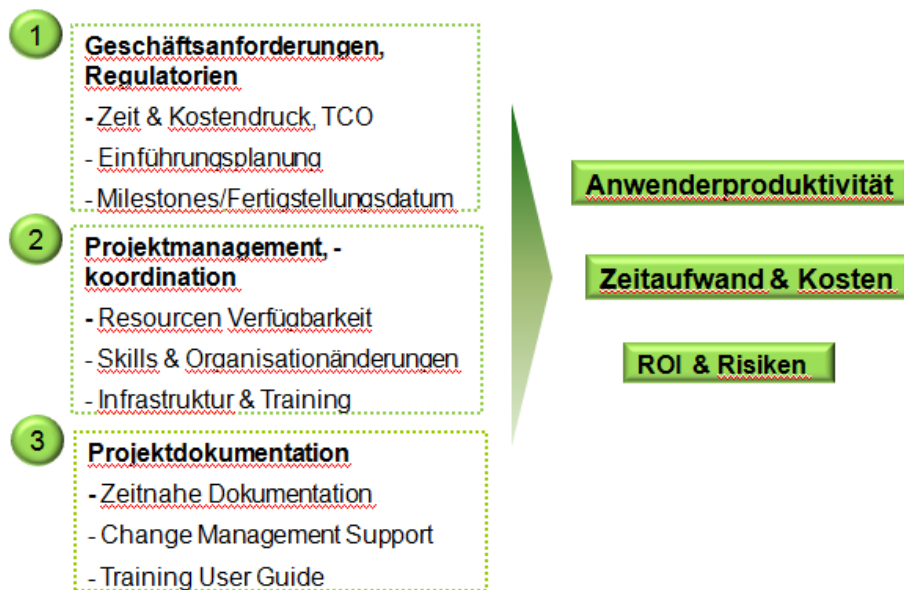 1
Geschäftsanforderungen,
Regulatorien
- Zeit & Kostendruck, TCO
- Einführungsplanung
- Milestones/Fertigstellungsdatum
2
Projektmanagement, -
koordination
- Resourcen Verfügbarkeit
- Skills & Organisationänderungen
- Infrastruktur & Training
3
Projektdokumentation
- Zeitnahe Dokumentation
- Change Management Support
- Training User Guide
Anwenderproduktivität
Zeitaufwand & Kosten
ROI & Risiken